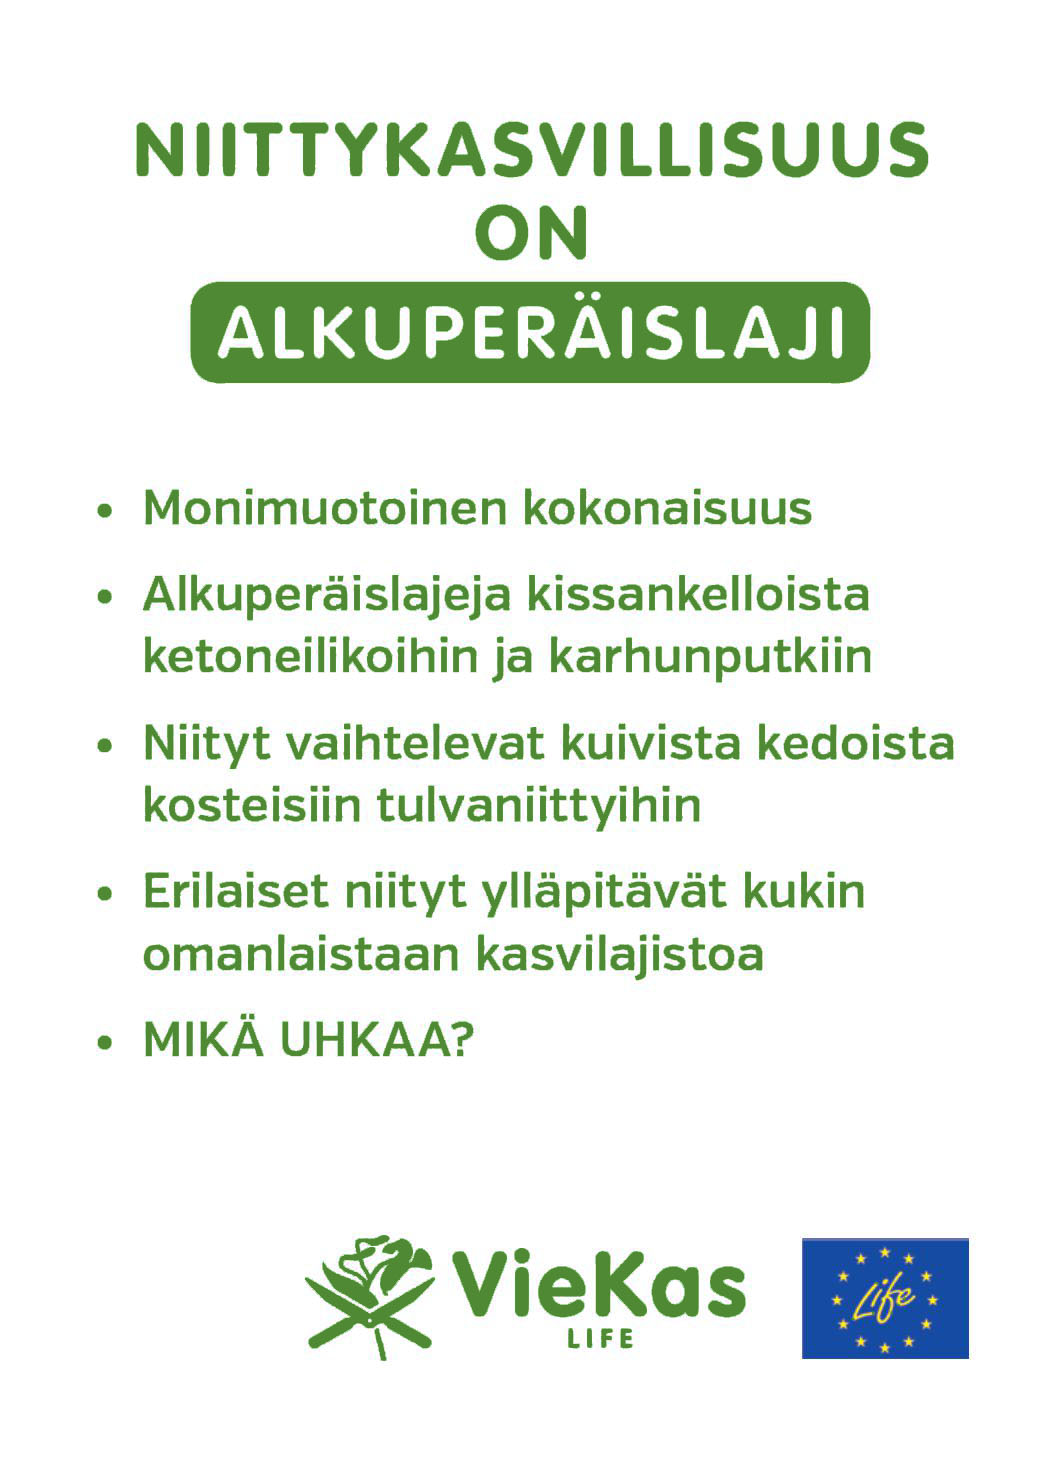 NIITTYKASVILLISUUS
ON
ALKUPERÄISLAJI
• Monimuotoinen kokonaisuus
• Alkuperäislajeja kissankelloista
ketoneilikoihin ja karhunputkiin
• Niityt vaihtelevat kuivista kedoista
kosteisiin tulvaniittyihin
• Erilaiset niityt ylläpitävät kukin
omanlaistaan kasvilajistoa
• MIKÄ UHKAA?
VieKas
LIFE
Life